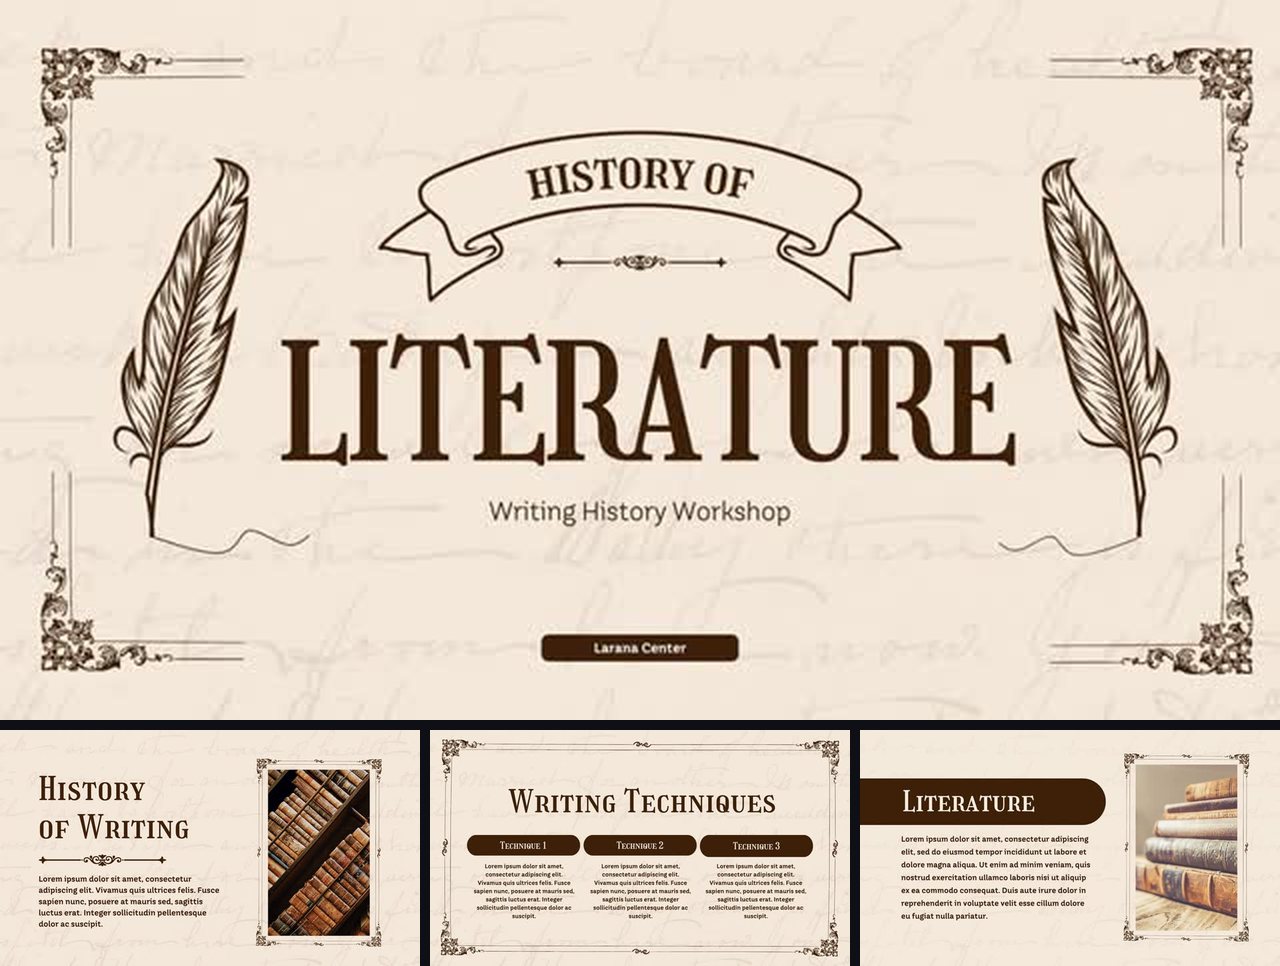 HISTORY OF
LITERATURE
Writing History Workshop
Larana Center
HISTORY
OF WRITING
Lorem ipsum dolor sit amet, consectetur
adipiscing elit. Vivamus quis ultrices felis. Fusce
sapien nunc, posuere at mauris sed, sagittis
luctus erat. Integer sollicitudin pellentesque
dolor ac suscipit.
WRITING TECHNIQUES
TECHNIQUE 1
Lorem ipsum dolor sit amet,
consectetur adipiscing elit.
Vivamus quis ultrices felis. Fusce
sapien nunc, posuere at mauris sed,
sagittis luctus erat. Integer
sollicitudin pellentesque dolor ac
suscipit.
TECHNIQUE 2
Lorem ipsum dolor sit amet,
consectetur adipiscing elit.
Vivamus quis ultrices felis. Fusce
sapien nunc, posuere at mauris sed,
sagittis luctus erat. Integer
sollicitudin pellentesque dolor ac
suscipit.
TECHNIQUE 3
Lorem ipsum dolor sit amet,
consectetur adipiscing elit.
Vivamus quis ultrices felis. Fusce
sapien nunc, posuere at mauris sed,
sagittis luctus erat. Integer
sollicitudin pellentesque dolor ac
suscipit.
LITERATURE
Lorem ipsum dolor sit amet, consectetur adipiscing
elit, sed do eiusmod tempor incididunt ut labore et
dolore magna aliqua. Ut enim ad minim veniam, quis
nostrud exercitation ullamco laboris nisi ut aliquip
ex ea commodo consequat. Duis aute irure dolor in
reprehenderit in voluptate velit esse cillum dolore
eu fugiat nulla pariatur.